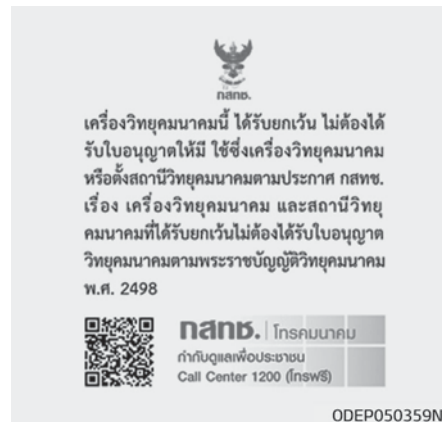 กสทช.
เครื่องวิทยุคมนาคมนี้ ได้รับยกเว้น ไม่ต้องได้
รับใบอนุญาตให้มี ใช้ซึ่งเครื่องวิทยุคมนาคม
หรือตั้งสถานีวิทยุคมนาคมตามประกาศ กสทช.
เรื่อง เครื่องวิทยุคมนาคม และสถานีวิทยุ
คมนาคมที่ได้รับยกเว้นไม่ต้องได้รับใบอนุญาต
วิทยุคมนาคมตามพระราชบัญญัติวิทยุคมนาคม
พ.ศ. 2498
กสทช. โทรคมนาคม
กำกับดูแลเพื่อประชาชน
Call Center 1200 (โทรฟรี)
ODEP050359N